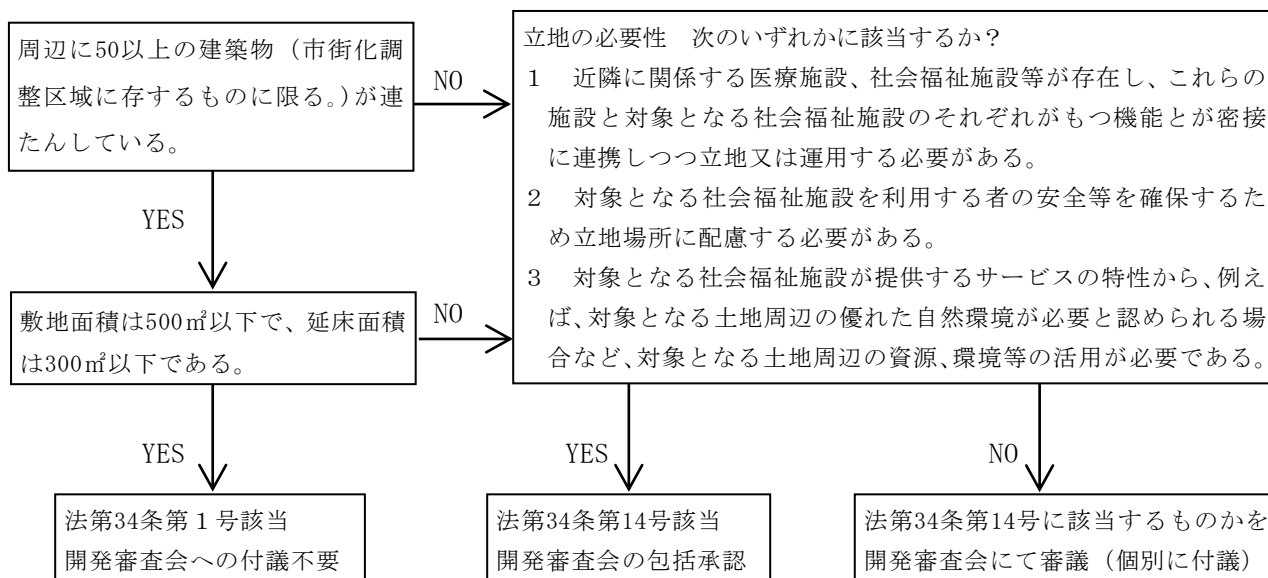 周辺に50以上の建築物（市街化調
整区域に存するものに限る。）が連
たんしている。
NO
YES
敷地面積は500㎡以下で、延床面積
は300㎡以下である。
NO
YES
立地の必要性　次のいずれかに該当するか？
１　近隣に関係する医療施設、社会福祉施設等が存在し、これらの
施設と対象となる社会福祉施設のそれぞれがもつ機能とが密接
に連携しつつ立地又は運用する必要がある。
２　対象となる社会福祉施設を利用する者の安全等を確保するた
め立地場所に配慮する必要がある。
３　対象となる社会福祉施設が提供するサービスの特性から、例え
ば、対象となる土地周辺の優れた自然環境が必要と認められる場
合など、対象となる土地周辺の資源、環境等の活用が必要である。
YES
NO
法第34条第１号該当
開発審査会への付議不要
法第34条第14号該当
開発審査会の包括承認
法第34条第14号に該当するものかを
開発審査会にて審議（個別に付議）